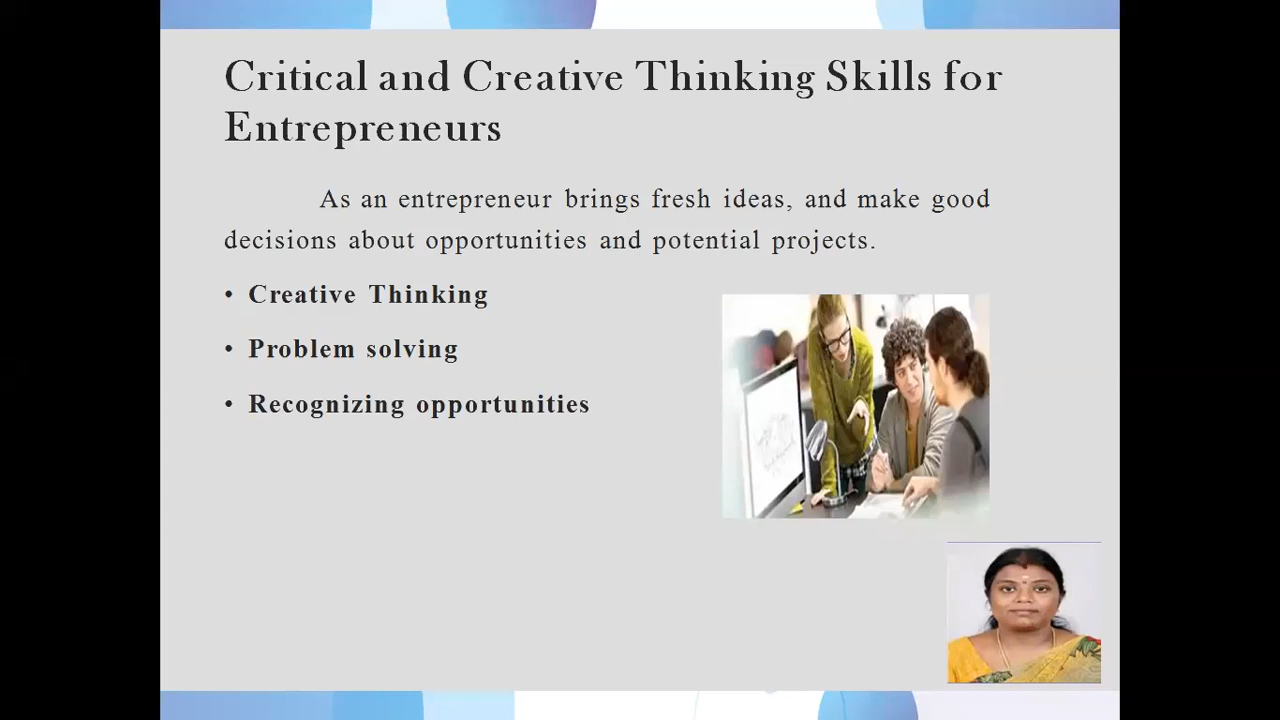 Critical and Creative Thinking Skills for
Entrepreneurs
As an entrepreneur brings fresh ideas, and make good
decisions about opportunities and potential projects.
• Creative Thinking
• Problem solving
• Recognizing opportunities